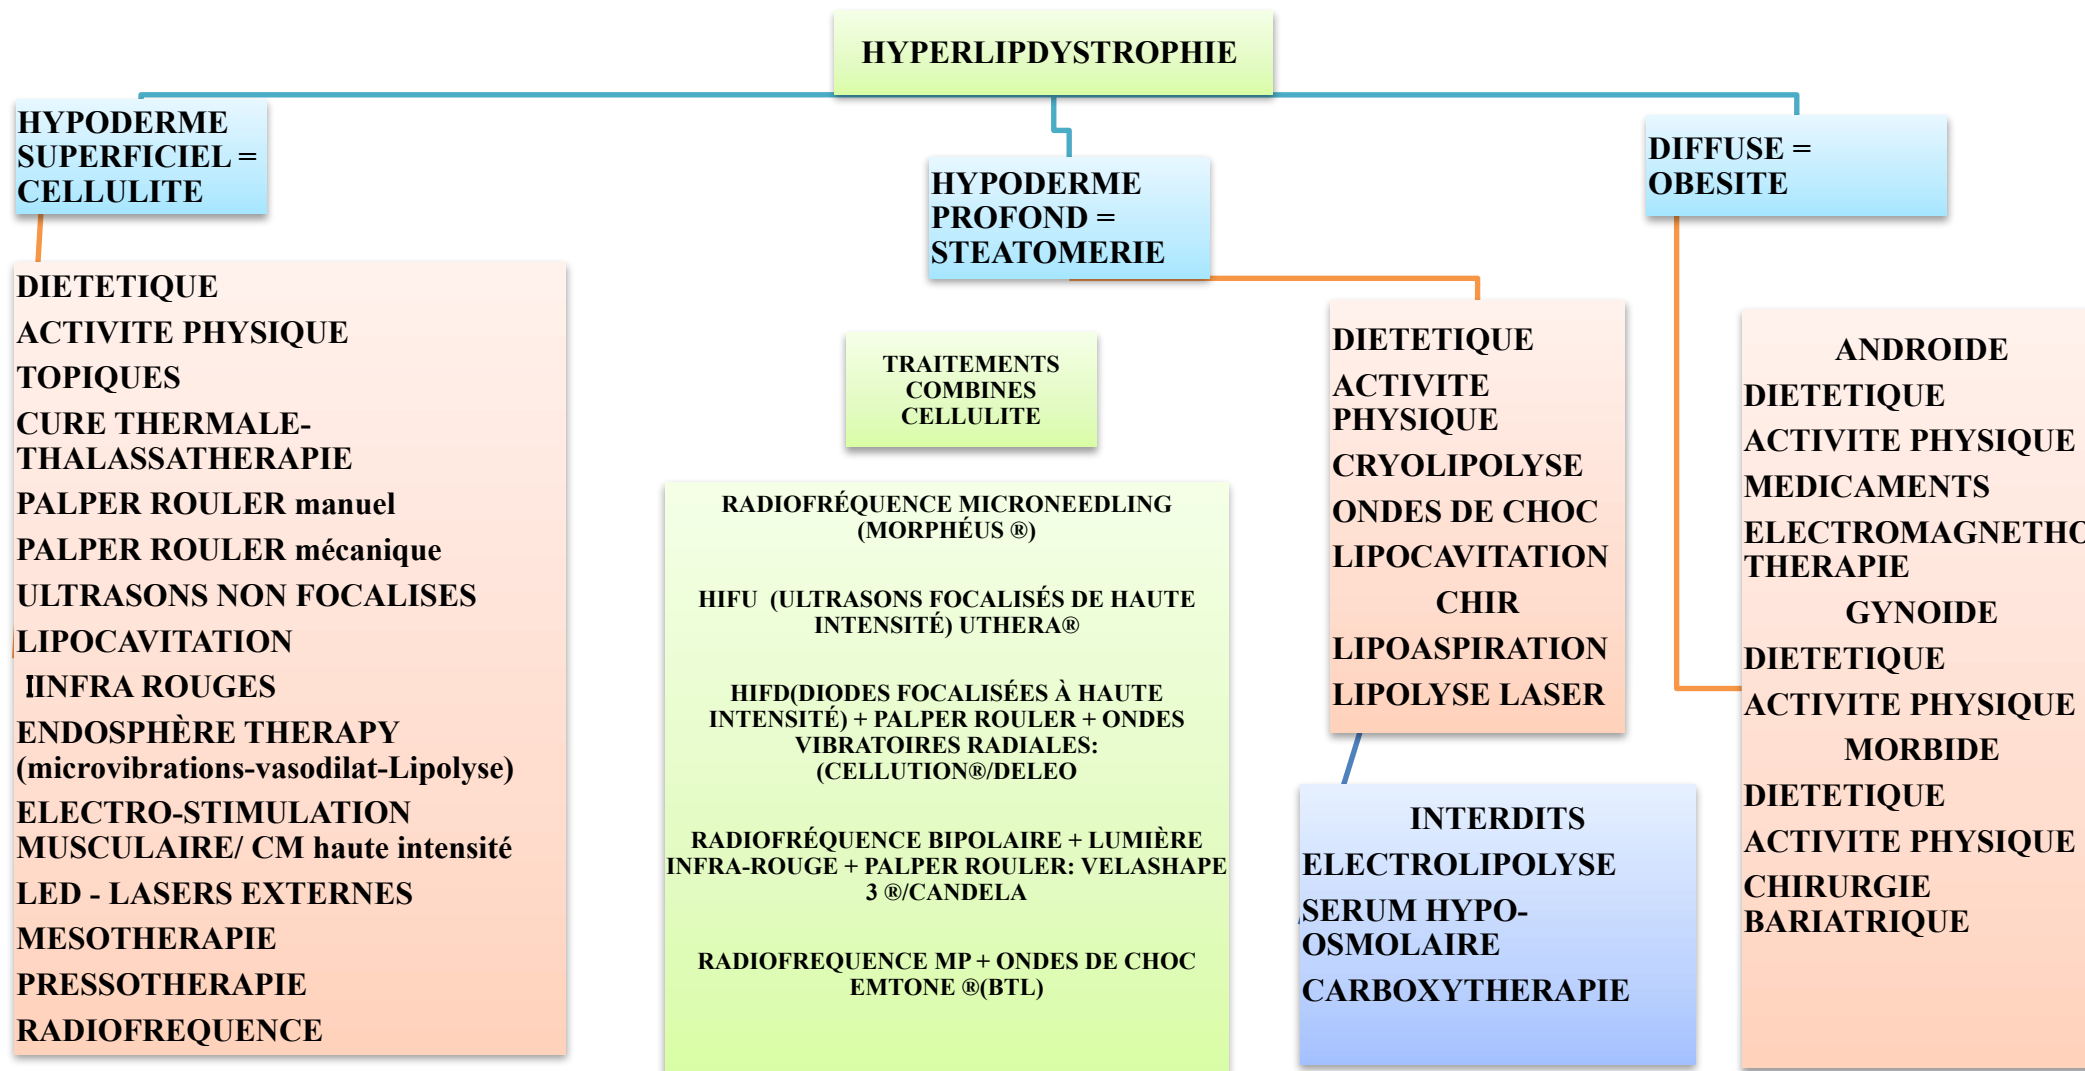 HYPERLIPDYSTROPHIE
HYPODERME
SUPERFICIEL =
CELLULITE
DIETETIQUE
ACTIVITE PHYSIQUE
TOPIQUES
CURE THERMALE-
THALASSATHERAPIE
PALPER ROULER manuel
PALPER ROULER mécanique
ULTRASONS NON FOCALISES
LIPOCAVITATION
IINFRA ROUGES
ENDOSPHÈRE THERAPY
(microvibrations-vasodilat-Lipolyse)
ELECTRO-STIMULATION
MUSCULAIRE/ CM haute intensité
LED - LASERS EXTERNES
MESOTHERAPIE
PRESSOTHERAPIE
RADIOFREQUENCE
HYPODERME
PROFOND =
STEATOMERIE
TRAITEMENTS
COMBINES
CELLULITE
RADIOFRÉQUENCE MICRONEEDLING
(MORPHÉUS ®)
HIFU (ULTRASONS FOCALISÉS DE HAUTE
INTENSITÉ) UTHERA®
HIFD(DIODES FOCALISÉES À HAUTE
INTENSITÉ) + PALPER ROULER + ONDES
VIBRATOIRES RADIALES:
(CELLUTION®/DELEO
RADIOFRÉQUENCE BIPOLAIRE + LUMIÈRE
INFRA-ROUGE + PALPER ROULER: VELASHAPE
3 ®/CANDELA
RADIOFREQUENCE MP + ONDES DE CHOC
EMTONE ®(BTL)
DIETETIQUE
ACTIVITE
PHYSIQUE
CRYOLIPOLYSE
ONDES DE CHOC
LIPOCAVITATION
CHIR
LIPOASPIRATION
LIPOLYSE LASER
INTERDITS
ELECTROLIPOLYSE
SERUM HYPO-
OSMOLAIRE
CARBOXYTHERAPIE
DIFFUSE =
OBESITE
ANDROIDE
DIETETIQUE
ACTIVITE PHYSIQUE
MEDICAMENTS
ELECTROMAGNETHO
THERAPIE
GYNOIDE
DIETETIQUE
ACTIVITE PHYSIQUE
MORBIDE
DIETETIQUE
ACTIVITE PHYSIQUE
CHIRURGIE
BARIATRIQUE